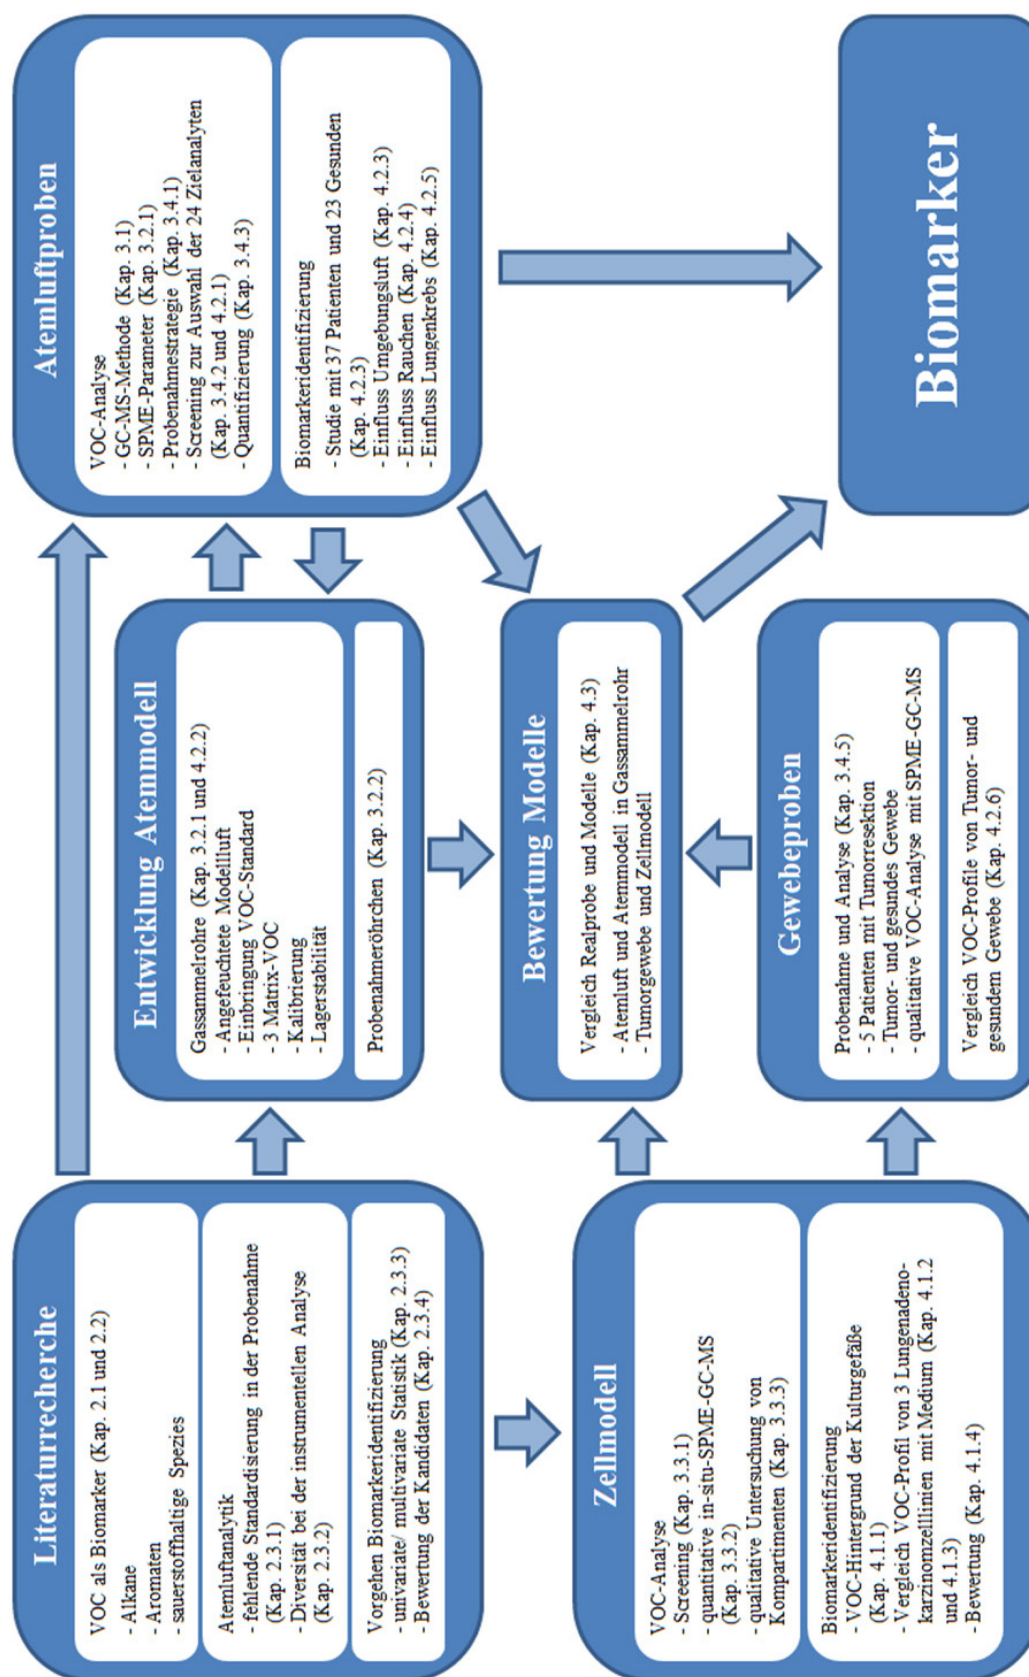 Literaturrecherche
VOC als Biomarker (Kap. 2.1 und 2.2)
- Alkane
- Aromaten
- sauerstoffhaltige Spezies
Atemluftanalytik
- fehlende Standardisierung in der Probenahme
(Kap. 2.3.1)
- Diversität bei der instrumentellen Analyse
(Kap. 2.3.2)
Vorgehen Biomarkeridentifizierung
- univariate/ multivariate Statistik (Kap. 2.3.3)
- Bewertung der Kandidaten (Kap. 2.3.4)
Entwicklung Atemmodell
Gassammelrohre (Kap. 3.2.1 und 4.2.2)
- Angefeuchtete Modellluft
- Einbringung VOC-Standard
- 3 Matrix-VOC
- Kalibrierung
- Lagerstabilität
Probenahmeröhrchen (Kap. 3.2.2)
Atemluftproben
VOC-Analyse
- GC-MS-Methode (Kap. 3.1)
- SPME-Parameter (Kap. 3.2.1)
- Probenahmestrategie (Kap. 3.4.1)
- Screening zur Auswahl der 24 Zielanalyten
(Kap. 3.4.2 und 4.2.1)
- Quantifizierung (Kap. 3.4.3)
Biomarkeridentifizierung
- Studie mit 37 Patienten und 23 Gesunden
(Kap. 4.2.3)
- Einfluss Umgebungsluft (Kap. 4.2.3)
- Einfluss Rauchen (Kap. 4.2.4)
- Einfluss Lungenkrebs (Kap. 4.2.5)
Bewertung Modelle
Vergleich Realprobe und Modelle (Kap. 4.3)
- Atemluft und Atemmodell in Gassammelrohr
- Tumorgewebe und Zellmodell
Zellmodell
VOC-Analyse
- Screening (Kap. 3.3.1)
- quantitative in-situ-SPME-GC-MS
(Kap. 3.3.2)
- qualitative Untersuchung von
Kompartimenten (Kap. 3.3.3)
Biomarkeridentifizierung
- VOC-Hintergrund der Kulturgefäße
(Kap. 4.1.1)
- Vergleich VOC-Profil von 3 Lungenadeno-
karzinomzelllinien mit Medium (Kap. 4.1.2
und 4.1.3)
- Bewertung (Kap. 4.1.4)
Gewebeproben
Probenahme und Analyse (Kap. 3.4.5)
- 5 Patienten mit Tumorresektion
- Tumor- und gesundes Gewebe
- qualitative VOC-Analyse mit SPME-GC-MS
Vergleich VOC-Profile von Tumor- und
gesundem Gewebe (Kap. 4.2.6)
Biomarker